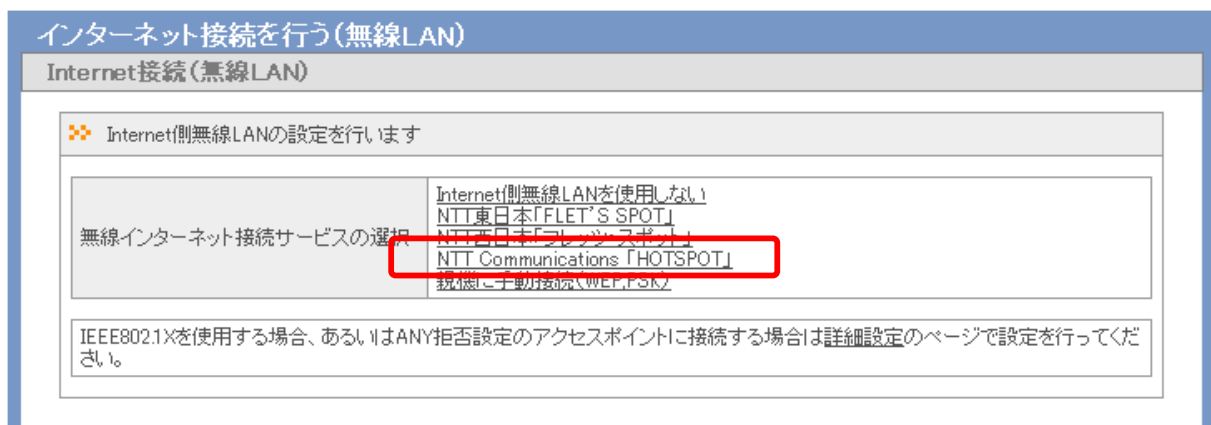 インターネット接続を行う(無線LAN)
Internet接続(無線LAN)
Internet側無線LANの設定を行います
無線インターネット接続サービスの選択
Internet側無線LANを使用しない
NTT東日本「FLET'S SPOT」
NTT西日本「フレッツ・スポット」
NTT Communications「HOTSPOT」
親機に手動接続(WEP,PSK)
IEEE802.1Xを使用する場合、あるいはANY拒否設定のアクセスポイントに接続する場合は詳細設定のページで設定を行ってくだ
さい。